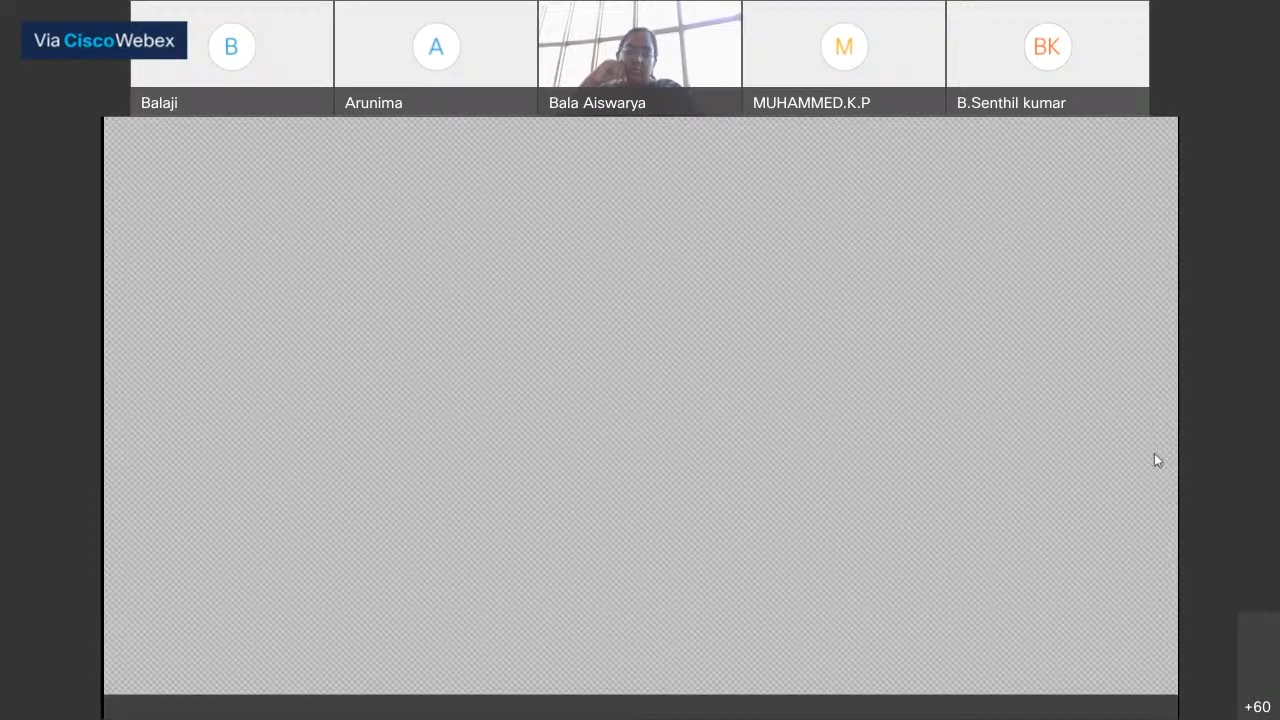 Via CiscoWebex
B
A
M
BK
Balaji
Arunima
Bala Aiswarya
MUHAMMED.K.P
B.Senthil kumar
+60